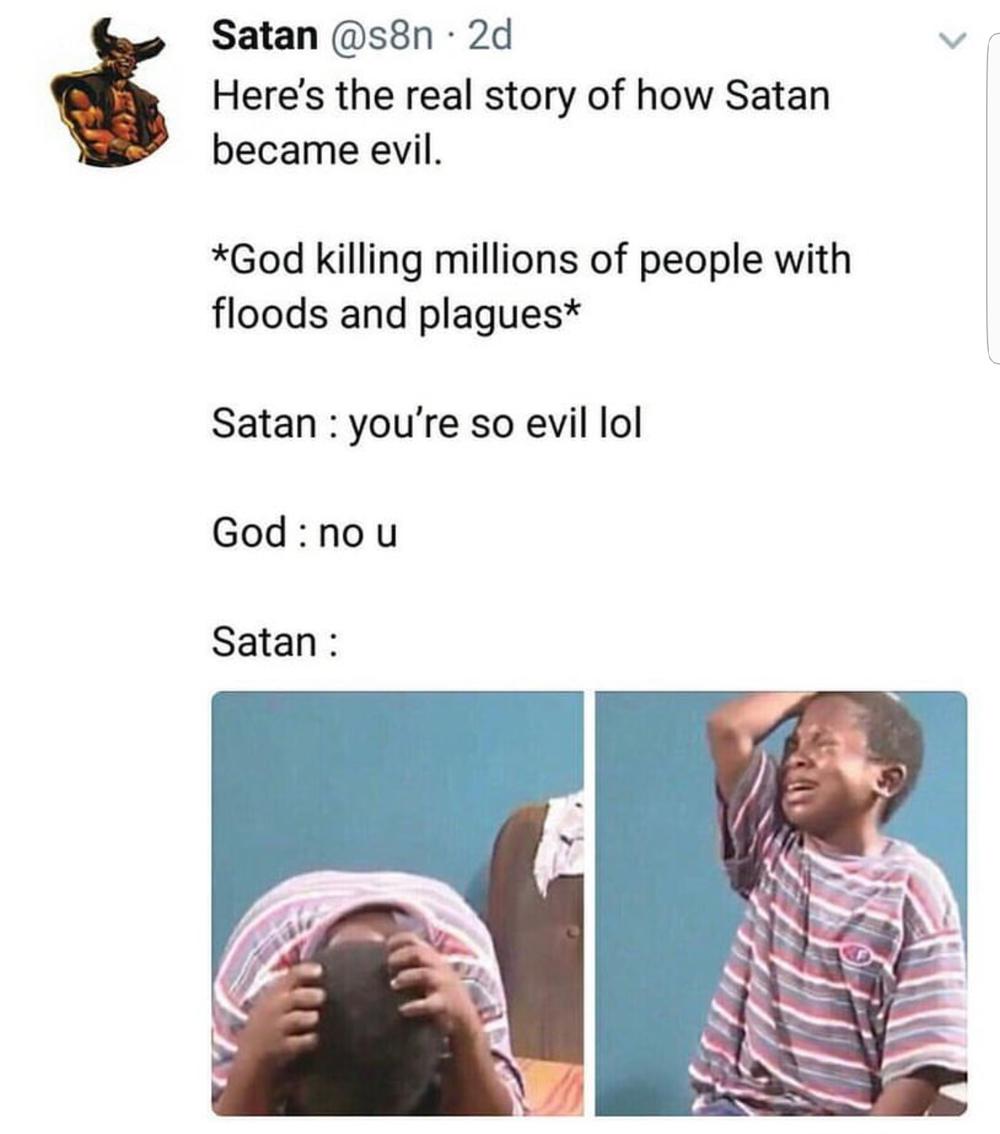 Satan @s8n · 2d
Here's the real story of how Satan
became evil.
*God killing millions of people with
floods and plagues*
Satan : you're so evil lol
God : no u
Satan :